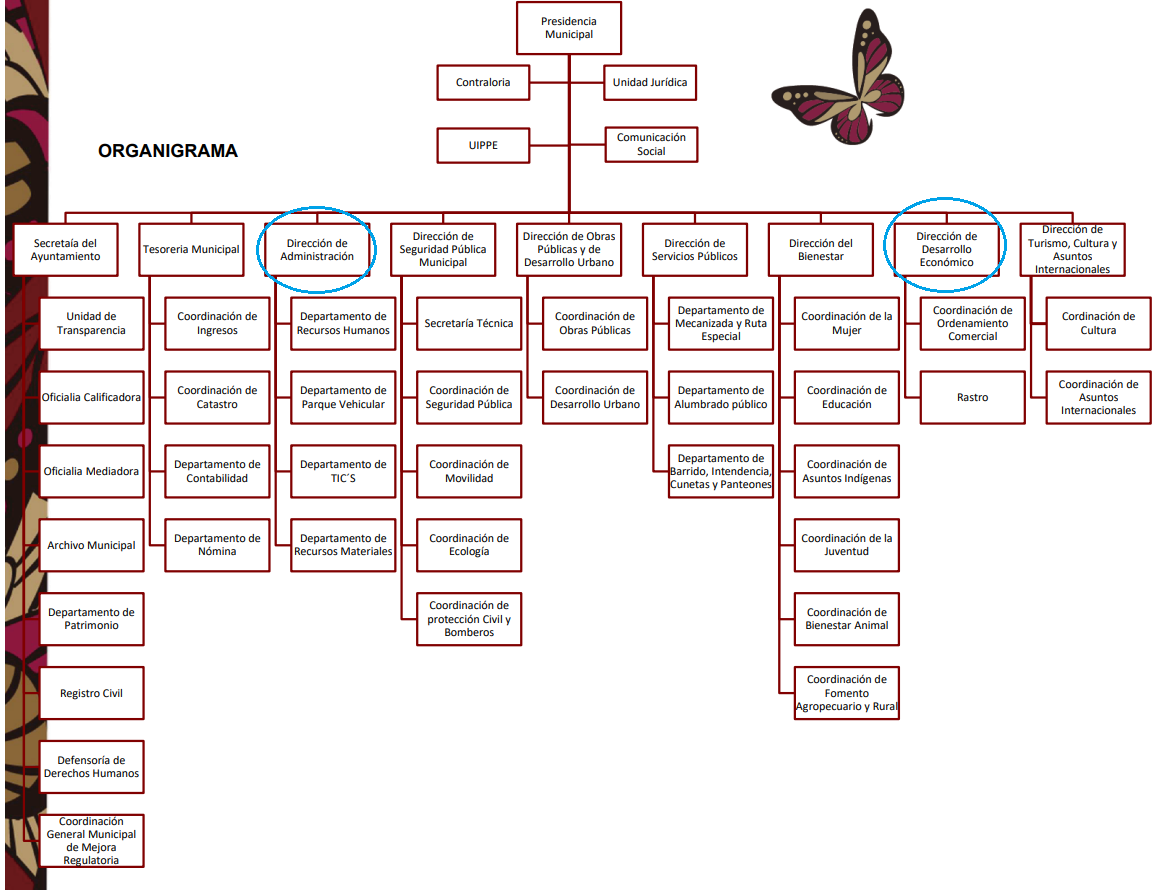 Presidencia
Municipal
Contraloria
Unidad Jurídica
UIPPE
Comunicación
Social
ORGANIGRAMA
Secretaía del
Ayuntamiento
Tesoreria Municipal
Dirección de
Administración
Dirección de
Seguridad Pública
Municipal
Dirección de Obras
Públicas y de
Desarrollo Urbano
Dirección de
Servicios Públicos
Dirección del
Bienestar
Dirección de
Desarrollo
Económico
Dirección de
Turismo, Cultura y
Asuntos
Internacionales
Unidad de
Transparencia
Coordinación de
Ingresos
Departamento de
Recursos Humanos
Secretaría Técnica
Coordinación de
Obras Públicas
Departamento de
Mecanizada y Ruta
Especial
Coordinación de la
Mujer
Coordinación de
Ordenamiento
Comercial
Cordinación de
Cultura
Oficialia Calificadora
Coordinación de
Catastro
Departamento de
Parque Vehicular
Coordinación de
Seguridad Pública
Coordinación de
Desarrollo Urbano
Departamento de
Alumbrado público
Coordinación de
Educación
Rastro
Coordinación de
Asuntos
Internacionales
Oficialia Mediadora
Departamento de
Contabilidad
Departamento de
TIC´S
Coordinación de
Movilidad
Departamento de
Barrido, Intendencia,
Cunetas y Panteones
Coordinación de
Asuntos Indígenas
Archivo Municipal
Departamento de
Nómina
Departamento de
Recursos Materiales
Coordinación de
Ecología
Coordinación de la
Juventud
Departamento de
Patrimonio
Coordinación de
protección Civil y
Bomberos
Coordinación de
Bienestar Animal
Registro Civil
Coordinación de
Fomento
Agropecuario y Rural
Defensoría de
Derechos Humanos
Coordinación
General Municipal
de Mejora
Regulatoria